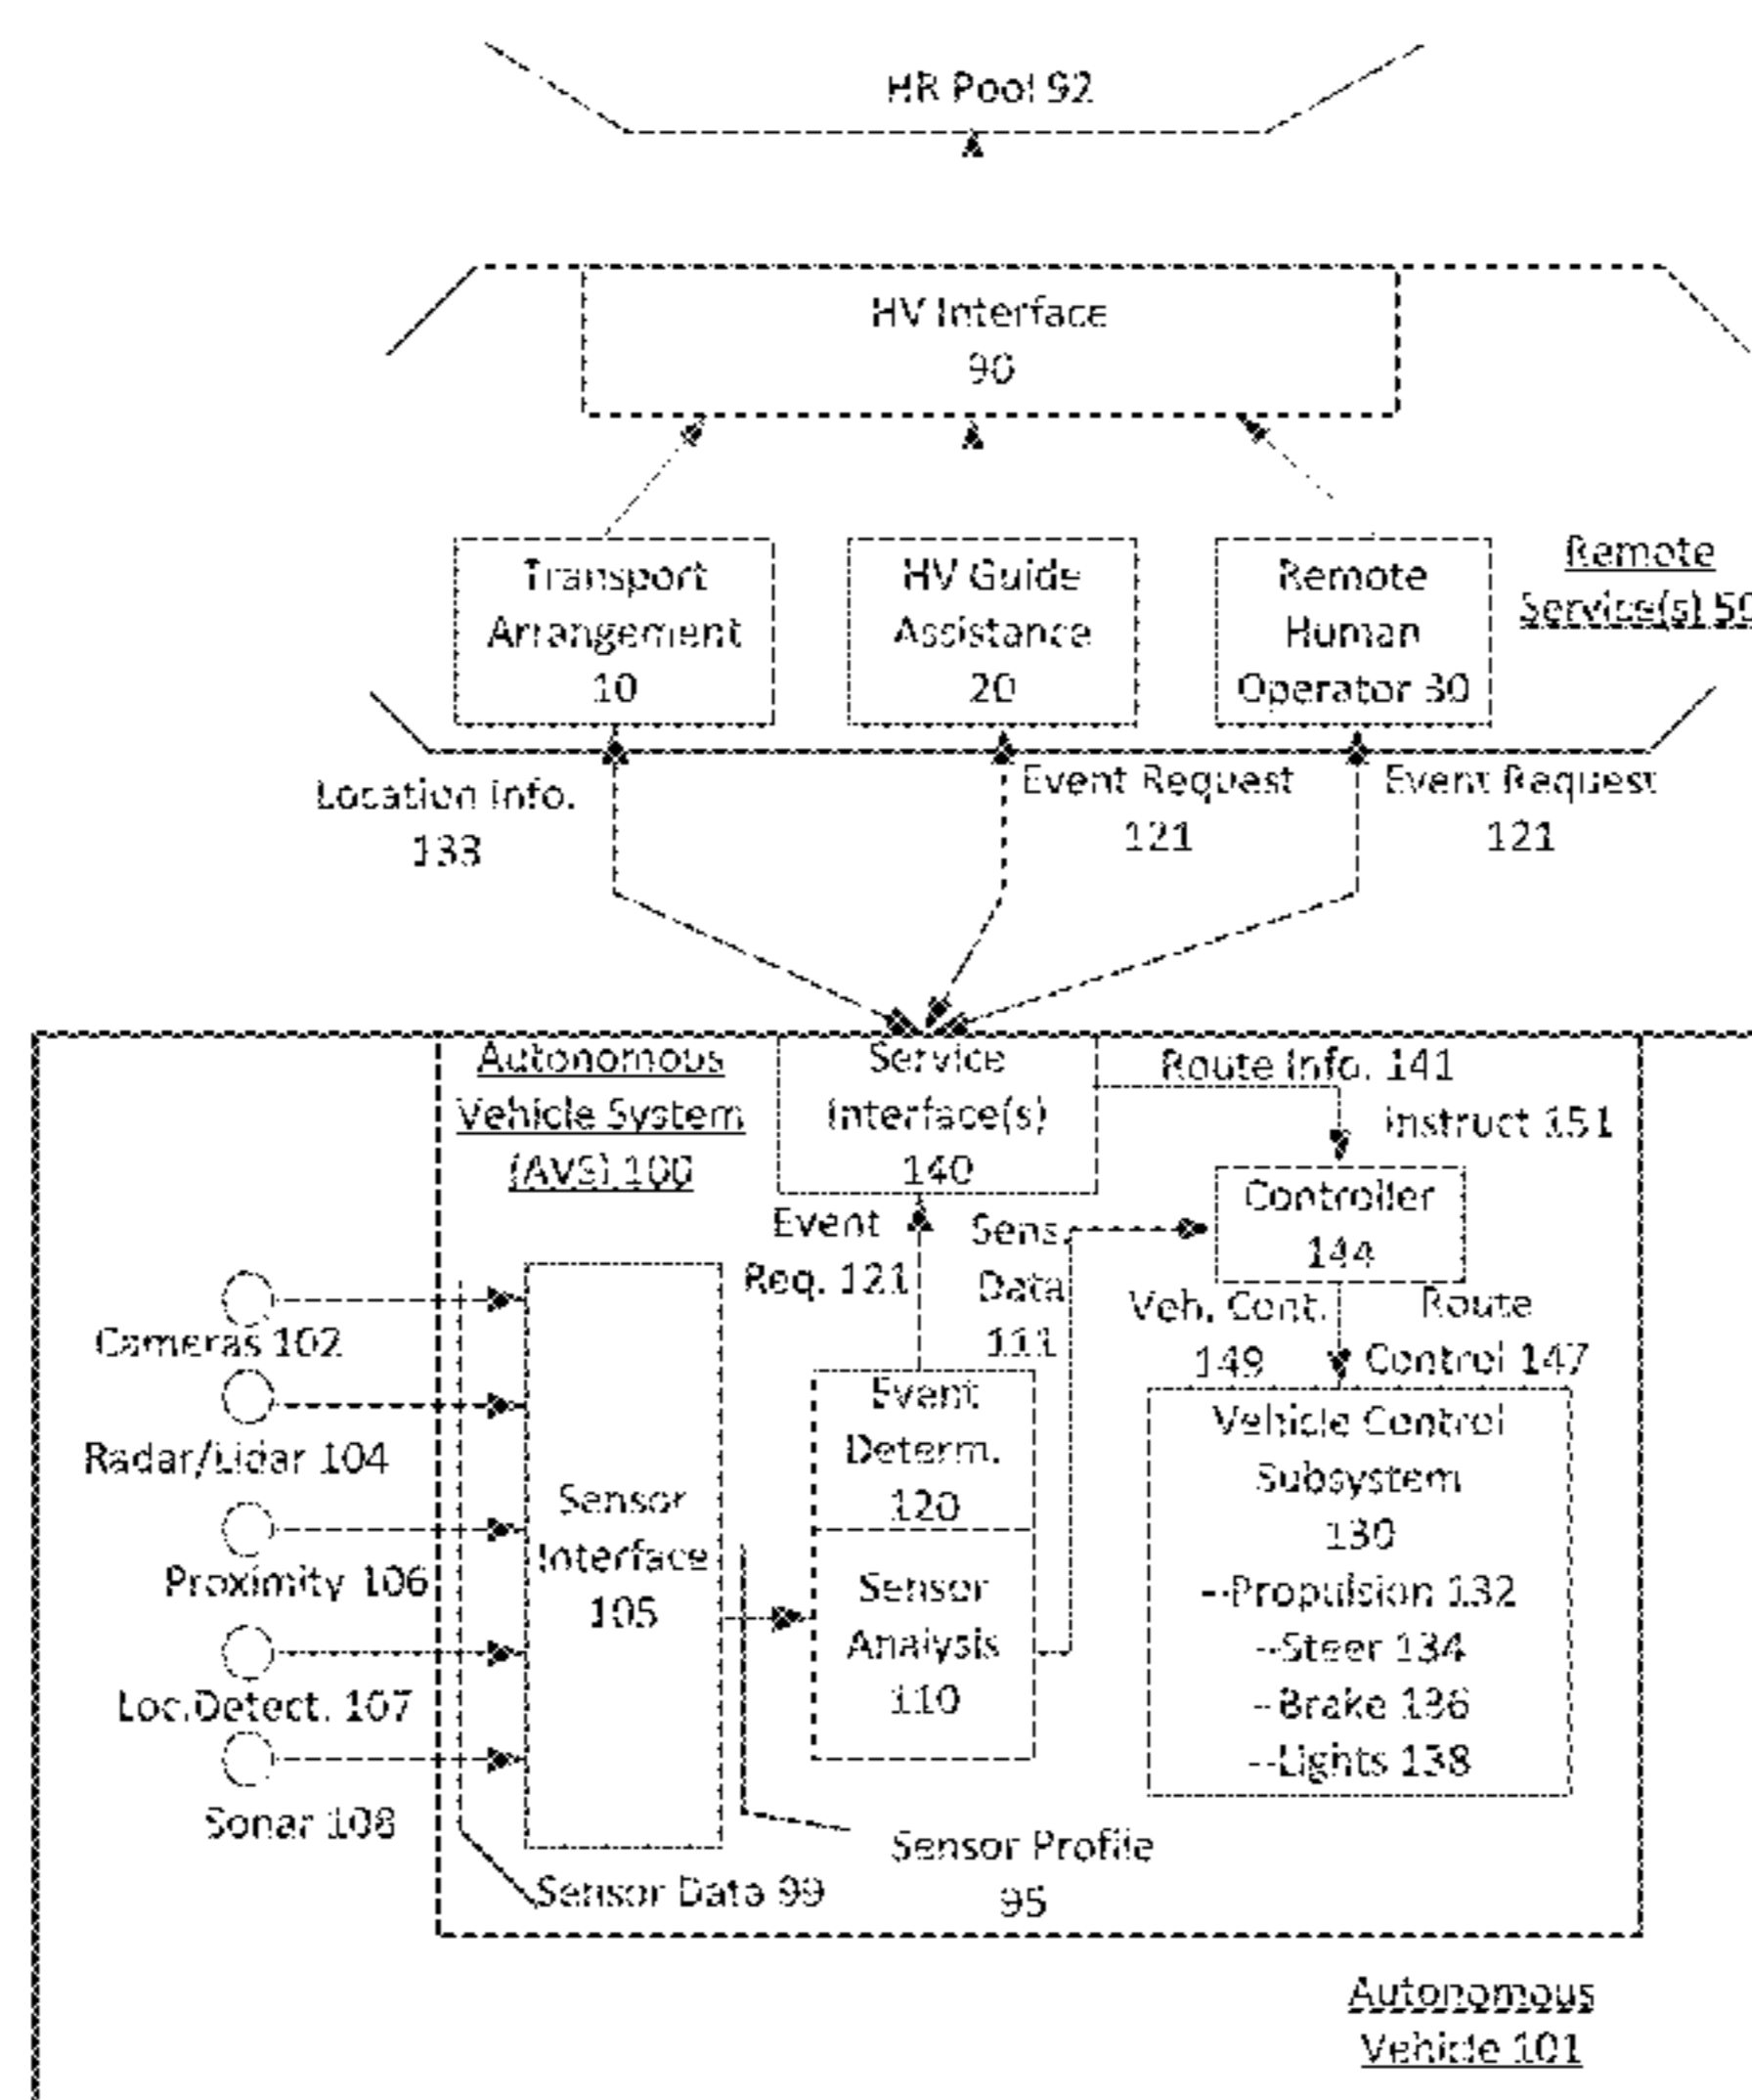 HR Pool 92
HV Interface
90
Transport
Arrangement
10
HV Guide
Assistance
20
Remote
Human
Operator 30
Remote
Service(s) 50
Location Info.
133
Event Request
121
Event Request
121
Autonomous
Vehicle System
(AVS) 100
Service
Interface(s)
140
Route Info. 141
Instruct 151
Controller
144
Event
Req. 121
Sens.
Data
111
Veh. Cont.
149
Route
Control 147
Cameras 102
Radar/Lidar 104
Proximity 106
Loc.Detect. 107
Sonar 108
Sensor
Interface
105
Event
Determ.
120
Sensor
Analysis
110
Vehicle Control
Subsystem
130
--Propulsion 132
--Steer 134
--Brake 136
--Lights 138
Sensor Profile
95
Sensor Data 99
Autonomous
Vehicle 101